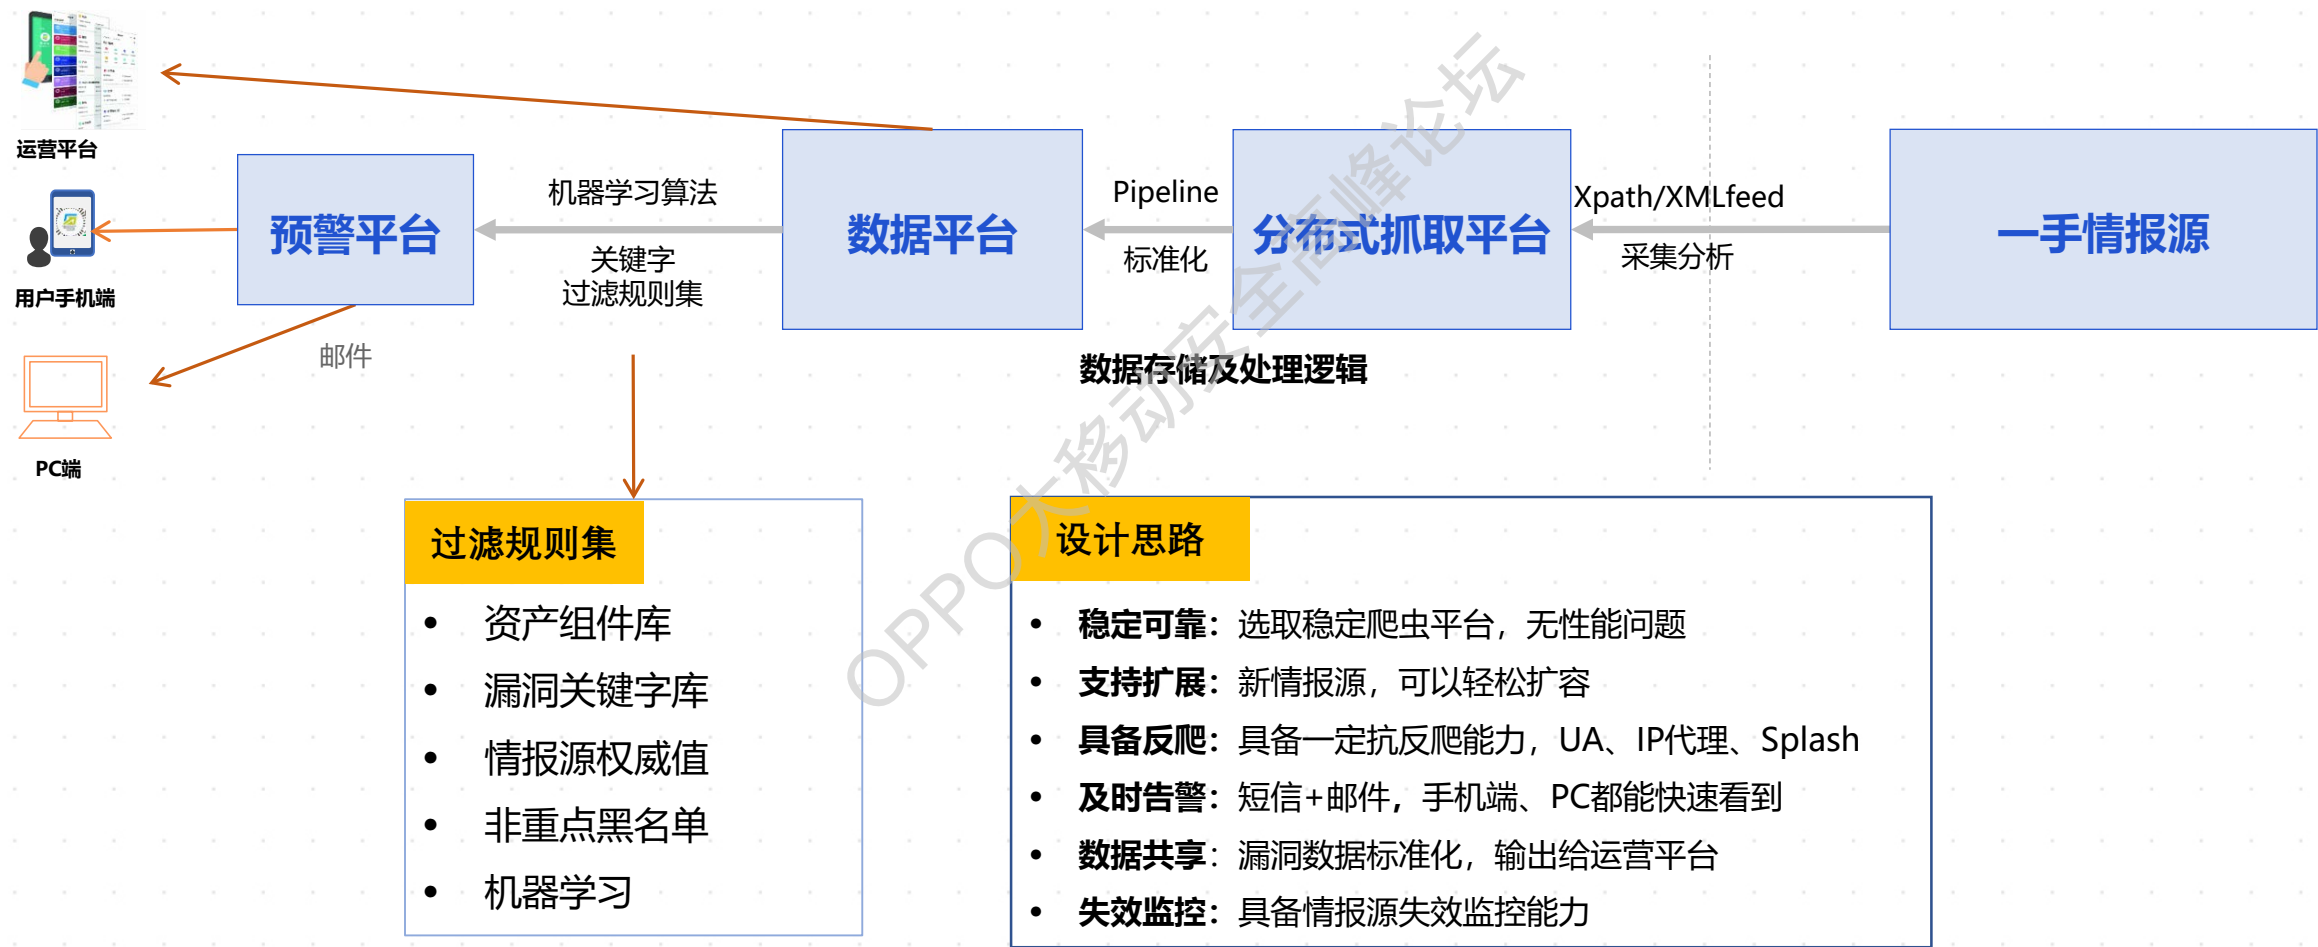 运营平台
用户手机端
PC端
预警平台
邮件
机器学习算法
关键字
过滤规则集
数据平台
Pipeline
标准化
分布式抓取平台
Xpath/XMLfeed
采集分析
一手情报源
数据存储及处理逻辑
过滤规则集
• 资产组件库
• 漏洞关键字库
• 情报源权威值
• 非重点黑名单
• 机器学习
设计思路
• 稳定可靠：选取稳定爬虫平台，无性能问题
• 支持扩展：新情报源，可以轻松扩容
• 具备反爬：具备一定抗反爬能力，UA、IP代理、Splash
• 及时告警：短信+邮件，手机端、PC都能快速看到
• 数据共享：漏洞数据标准化，输出给运营平台
• 失效监控：具备情报源失效监控能力
OPPO大移动安全高峰论坛